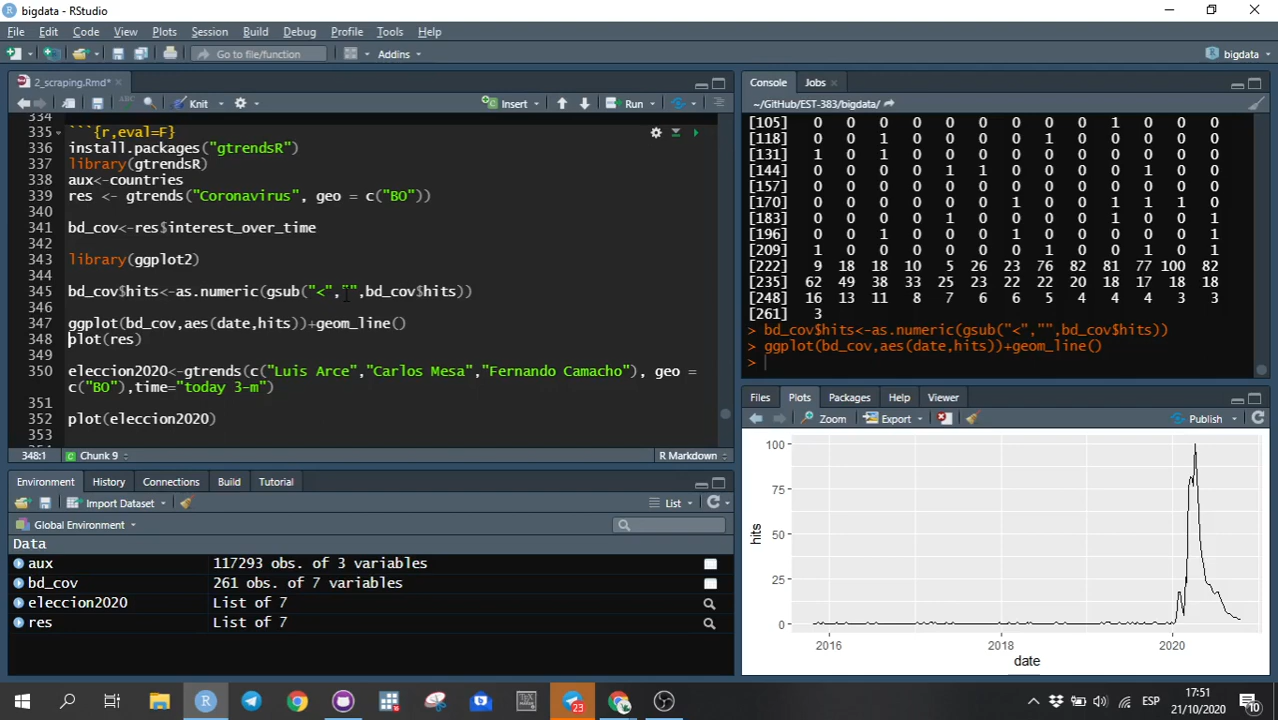 bigdata - RStudio
File Edit Code View Plots Session Build Debug Profile Tools Help
Go to file/function
Addins
bigdata
2_scraping.Rmd*
Knit
Insert
Run
334
335 ```{r,eval=F}
336 install.packages("gtrendsR")
337 library(gtrendsR)
338 aux<-countries
339 res <- gtrends("Coronavirus", geo = c("BO"))
340
341 bd_cov<-res$interest_over_time
342
343 library(ggplot2)
344
345 bd_cov$hits<-as.numeric(gsub("<","",bd_cov$hits))
346
347 ggplot(bd_cov,aes(date,hits))+geom_line()
348 plot(res)
349
350 eleccion2020<-gtrends(c("Luis Arce","Carlos Mesa","Fernando Camacho"), geo =
c("BO"),time="today 3-m")
351
352 plot(eleccion2020)
353
348:1 Chunk 9
R Markdown
Environment History Connections Build Tutorial
Import Dataset
List
Global Environment
Data
aux 117293 obs. of 3 variables
bd_cov 261 obs. of 7 variables
eleccion2020 List of 7
res List of 7
Console Jobs
~/GitHub/EST-383/bigdata/
[105] 0 0 0 0 0 0 0 0 0 1 0 0 0
[118] 0 0 1 0 0 0 0 1 0 0 0 0 0
[131] 1 0 1 0 0 0 0 0 0 0 0 0 0
[144] 0 0 0 0 1 1 0 0 0 0 1 0 0
[157] 0 0 0 0 0 0 0 0 0 0 0 0 0
[170] 0 0 0 0 0 0 1 0 0 1 1 1 0
[183] 0 0 0 0 1 0 0 0 0 1 0 0 1
[196] 0 0 1 0 0 0 1 0 0 0 0 0 1
[209] 1 0 0 0 0 0 0 1 0 0 1 0 1
[222] 9 18 18 10 5 26 23 76 82 81 77 100 82
[235] 62 49 38 33 25 23 22 22 20 18 17 18 18
[248] 16 13 11 8 7 6 6 5 4 4 4 3 3
[261] 3
> bd_cov$hits<-as.numeric(gsub("<","",bd_cov$hits))
> ggplot(bd_cov,aes(date,hits))+geom_line()
>
Files Plots Packages Help Viewer
Zoom Export Publish
100
75
50
25
0
hits
2016 2018 2020
date
23
ESP
17:51
21/10/2020
10